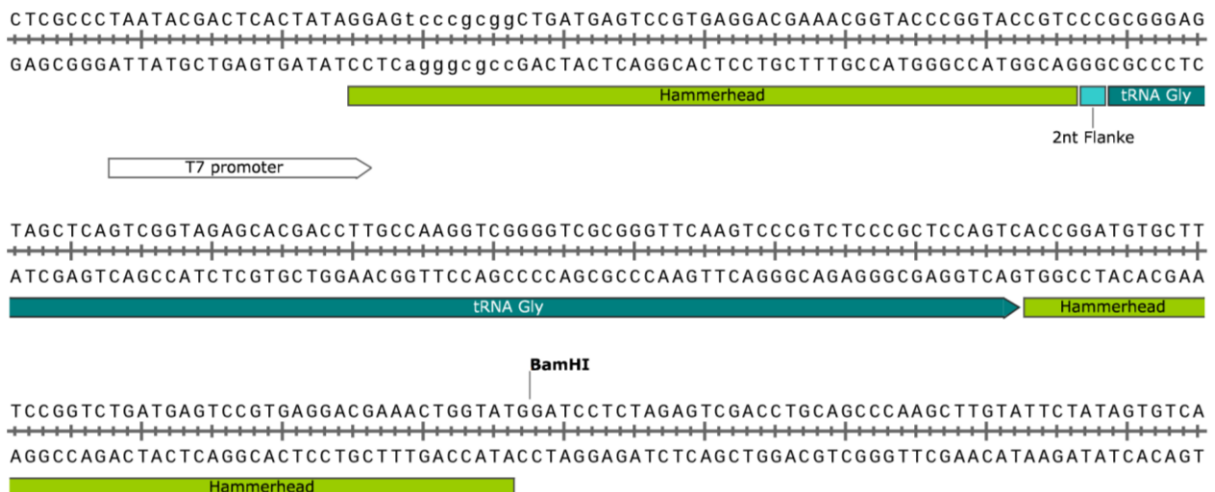 CTCGCCCTAATACGACTCACTATAGGAGtcccgcggCTGATGAGTCCGTGAGGACGAAACGGTACCCGGTACCGTCCCGCGGGAG
GAGCGGGATTATGCTGAGTGATATCCTCagggcgccGACTACTCAGGCACTCCTGCTTTGCCATGGGCCATGGCAGGGCGCCCTC
Hammerhead
tRNA Gly
2nt Flanke
T7 promoter
TAGCTCAGTCGGTAGAGCACGACCTTGCCAAGGTCGGGGTCGCGGGTTCAAGTCCCGTCTCCCGCTCCAGTCACCGGATGTGCTT
ATCGAGTCAGCCATCTCGTGCTGGAACGGTTCCAGCCCCAGCGCCCAAGTTCAGGGCAGAGGGCGAGGTCAGTGGCCTACACGAA
tRNA Gly
Hammerhead
BamHI
TCCGGTCTGATGAGTCCGTGAGGACGAAACTGGTATGGATCCTCTAGAGTCGACCTGCAGCCCAAGCTTGTATTCTATAGTGTCA
AGGCCAGACTACTCAGGCACTCCTGCTTTGACCATACCTAGGAGATCTCAGCTGGACGTCGGGTTCGAACATAAGATATCACAGT
Hammerhead